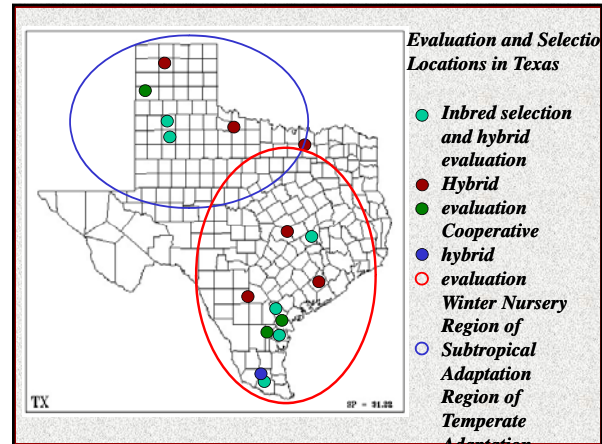 Evaluation and Selectio
Locations in Texas
Inbred selection
and hybrid
evaluation
Hybrid
evaluation
Cooperative
hybrid
evaluation
Winter Nursery
Region of
Subtropical
Adaptation
Region of
Temperate
Adaptation
TX
SP = 31.32